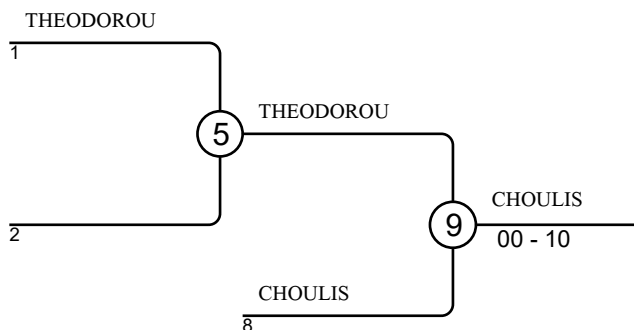 THEODOROU
1
5
THEODOROU
2
CHOULIS
9
00 - 10
CHOULIS
8